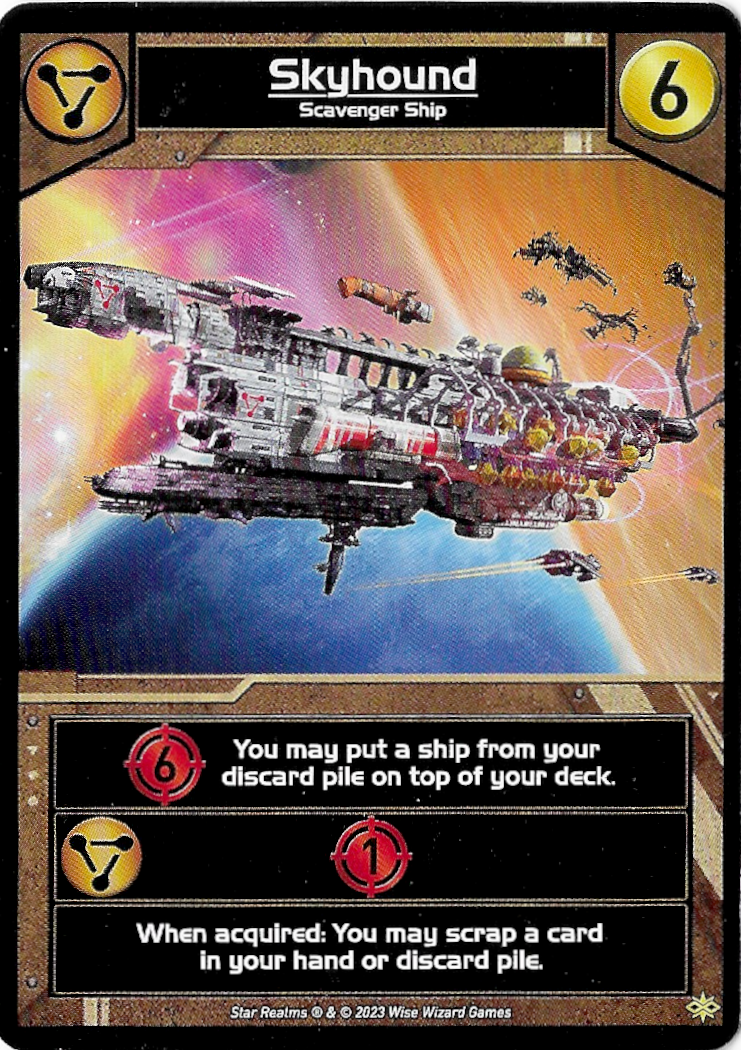 Skyhound
Scavenger Ship
6
6
You may put a ship from your
discard pile on top of your deck.
1
When acquired: You may scrap a card
in your hand or discard pile.
Star Realms ® & © 2023 Wise Wizard Games